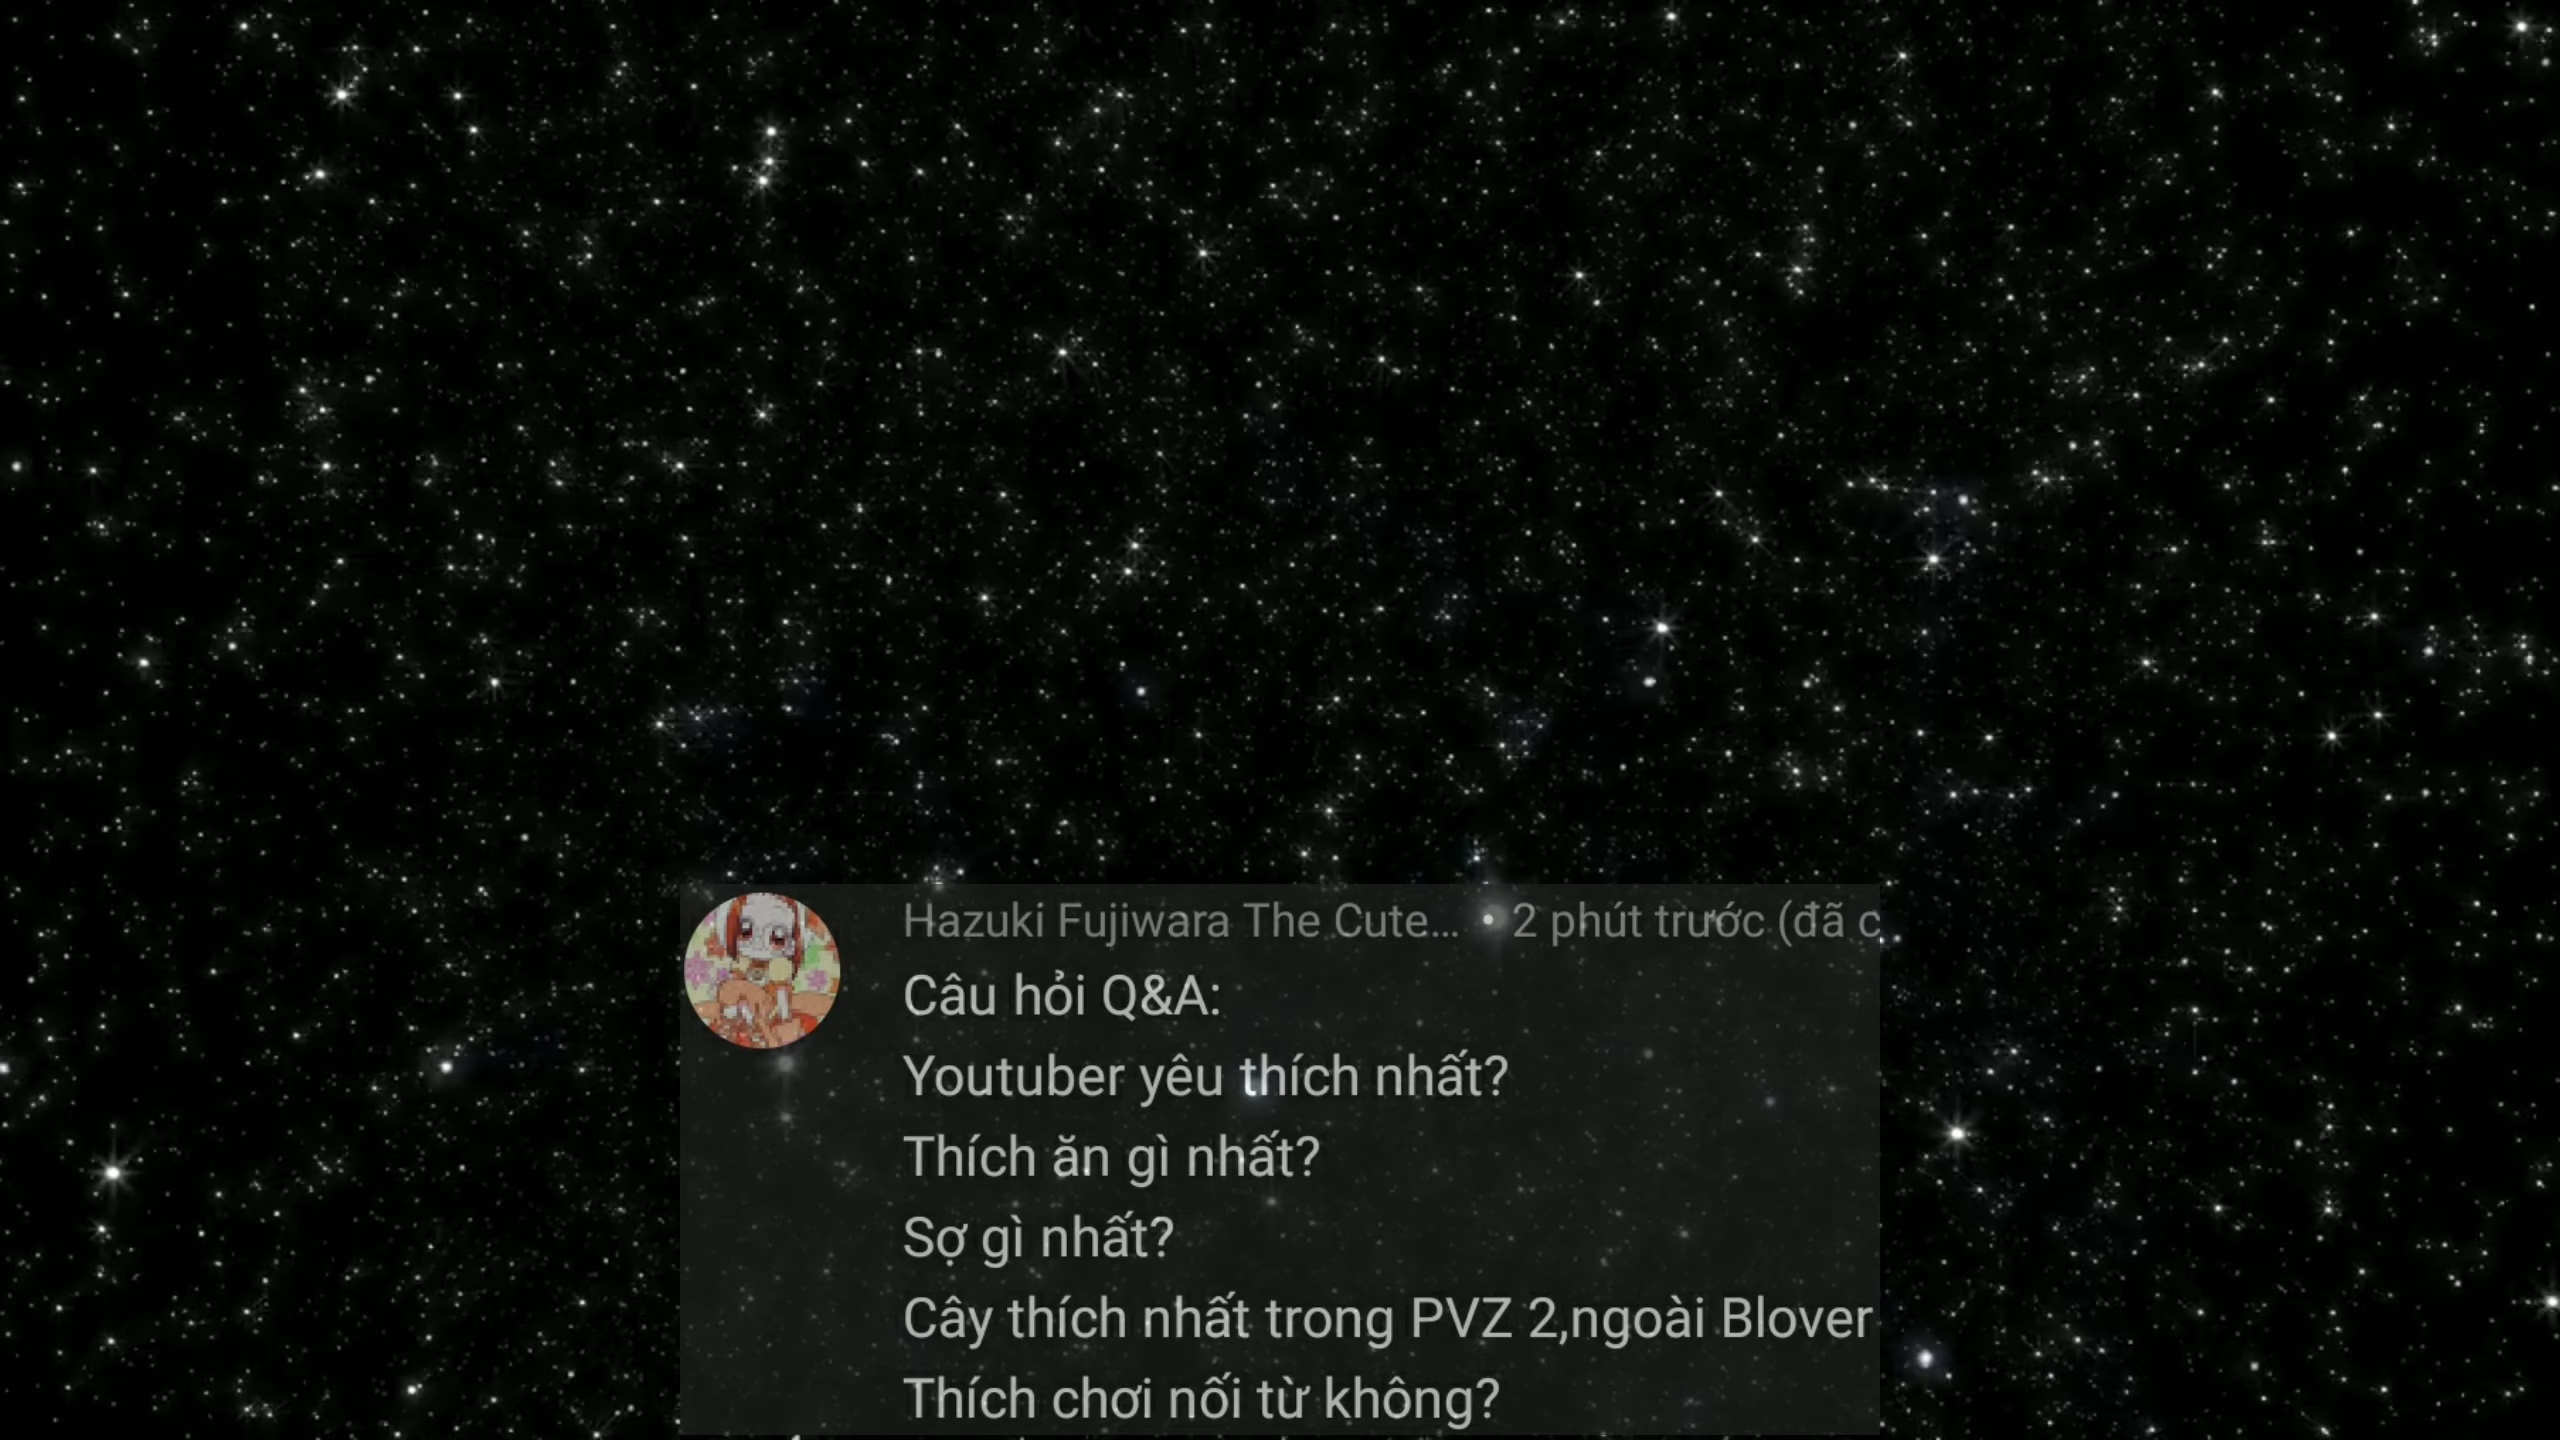 Hazuki Fujiwara The Cute... • 2 phút trước (đã c
Câu hỏi Q&A:
Youtuber yêu thích nhất?
Thích ăn gì nhất?
Sợ gì nhất?
Cây thích nhất trong PVZ 2,ngoài Blover
Thích chơi nối từ không?